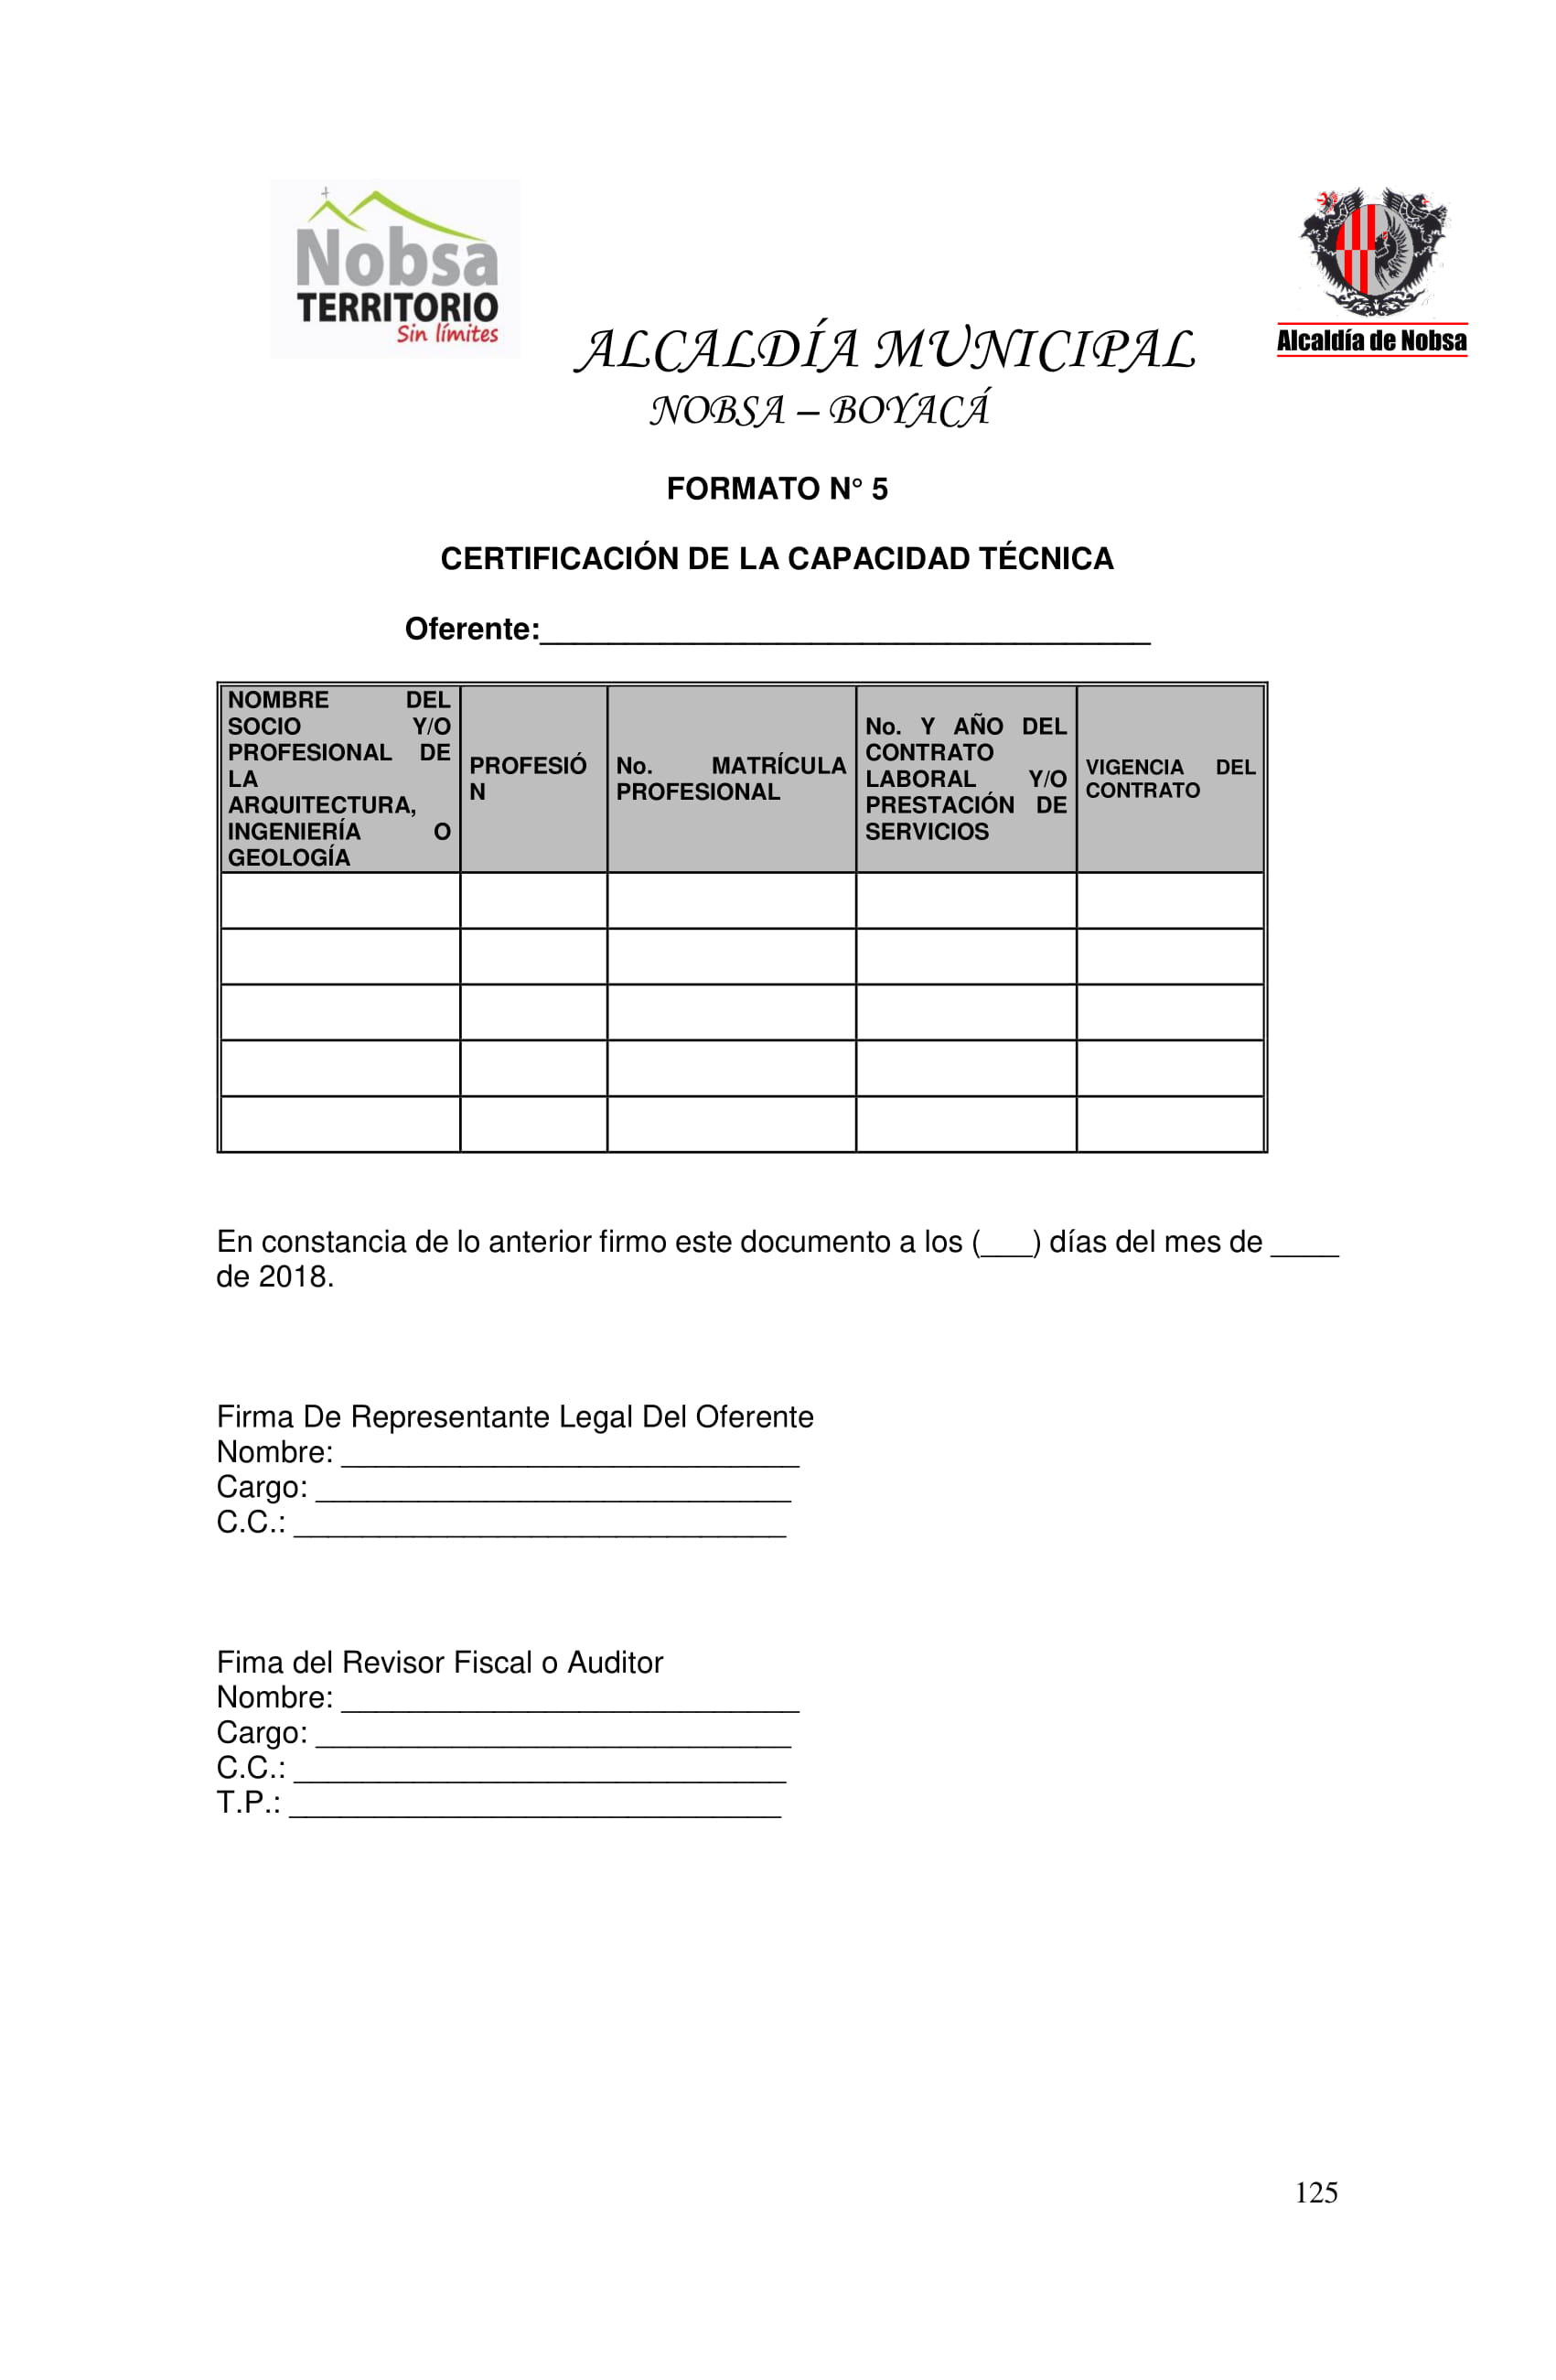 Nobsa
TERRITORIO
Sin límites
Alcaldía de Nobsa
ALCALDÍA MUNICIPAL
NOBSA – BOYACÁ
FORMATO N° 5
CERTIFICACIÓN DE LA CAPACIDAD TÉCNICA
Oferente:____________________________________
NOMBRE DEL
SOCIO Y/O
PROFESIONAL DE
LA
ARQUITECTURA,
INGENIERÍA O
GEOLOGÍA
PROFESIÓ
N
No. MATRÍCULA
PROFESIONAL
No. Y AÑO DEL
CONTRATO
LABORAL Y/O
PRESTACIÓN DE
SERVICIOS
VIGENCIA DEL
CONTRATO
En constancia de lo anterior firmo este documento a los (___) días del mes de ____
de 2018.
Firma De Representante Legal Del Oferente
Nombre: ___________________________
Cargo: ____________________________
C.C.: _____________________________
Fima del Revisor Fiscal o Auditor
Nombre: ___________________________
Cargo: ____________________________
C.C.: _____________________________
T.P.: _____________________________
125